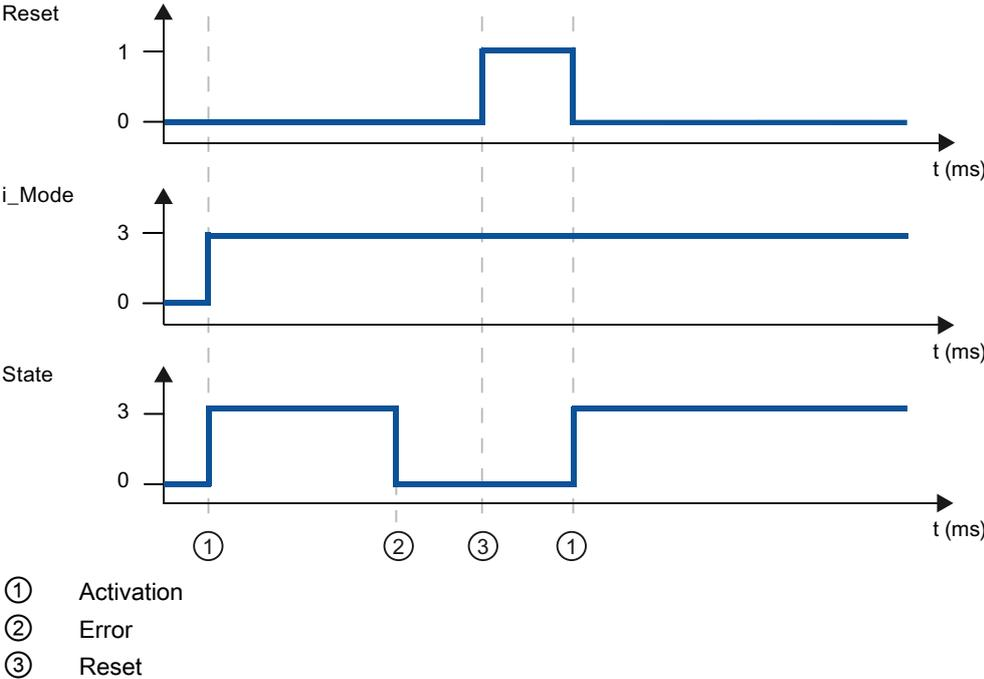 Reset
1
0
t (ms)
i_Mode
3
0
t (ms)
State
3
0
t (ms)
① ② ③ ①
① Activation
② Error
③ Reset